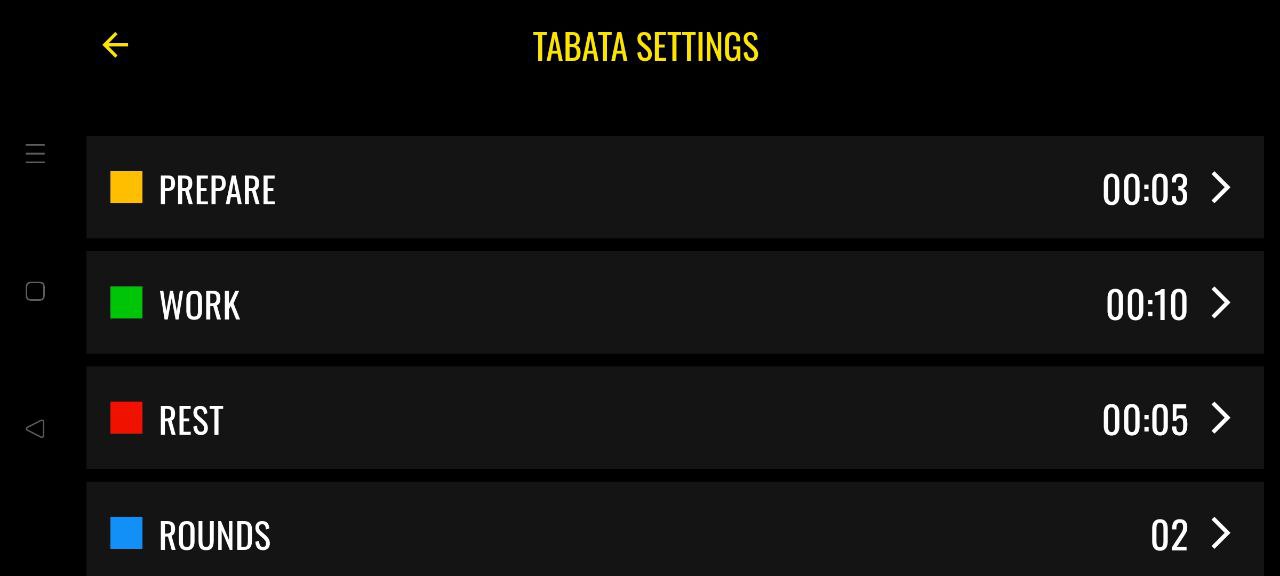 TABATA SETTINGS
PREPARE 00:03
WORK 00:10
REST 00:05
ROUNDS 02